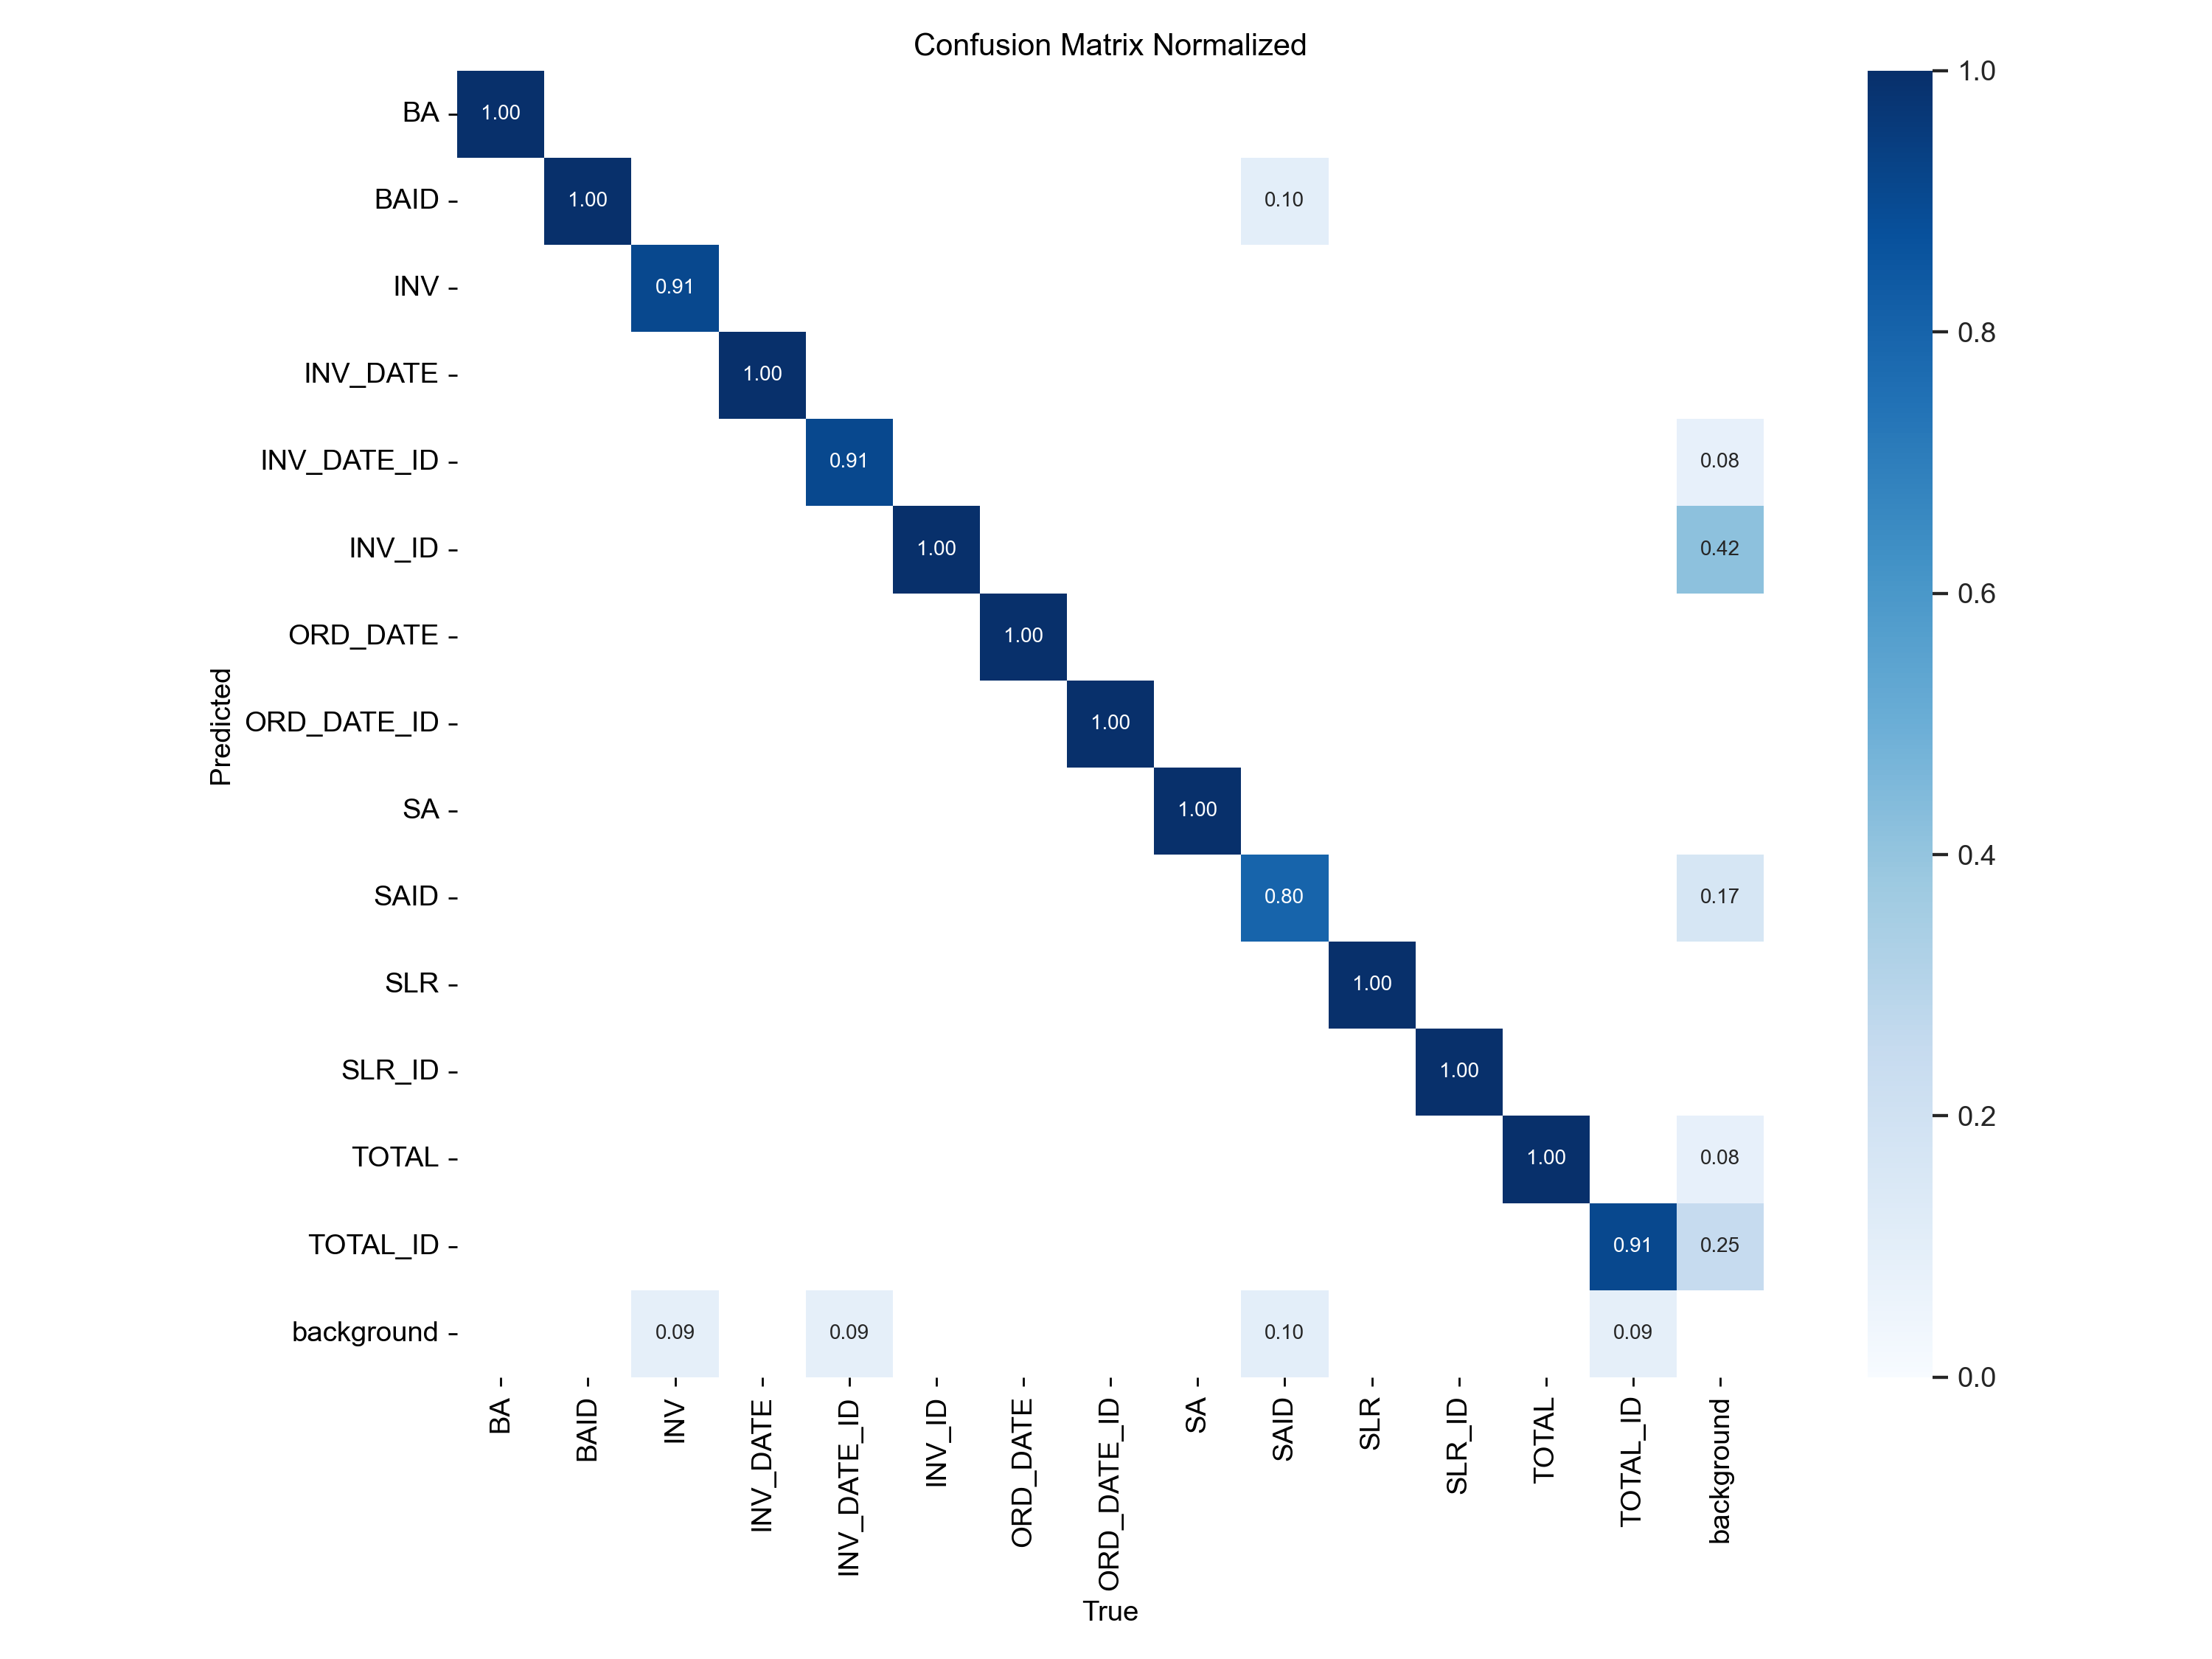 Confusion Matrix Normalized
BA 1.00
BAID 1.00 0.10
INV 0.91
INV_DATE 1.00
INV_DATE_ID 0.91 0.08
INV_ID 1.00 0.42
ORD_DATE 1.00
ORD_DATE_ID 1.00
SA 1.00
SAID 0.80 0.17
SLR 1.00
SLR_ID 1.00
TOTAL 1.00 0.08
TOTAL_ID 0.91 0.25
background 0.09 0.09 0.10 0.09
Predicted
BA BAID INV INV_DATE INV_DATE_ID INV_ID ORD_DATE ORD_DATE_ID SA SAID SLR SLR_ID TOTAL TOTAL_ID background
True
1.0
0.8
0.6
0.4
0.2
0.0